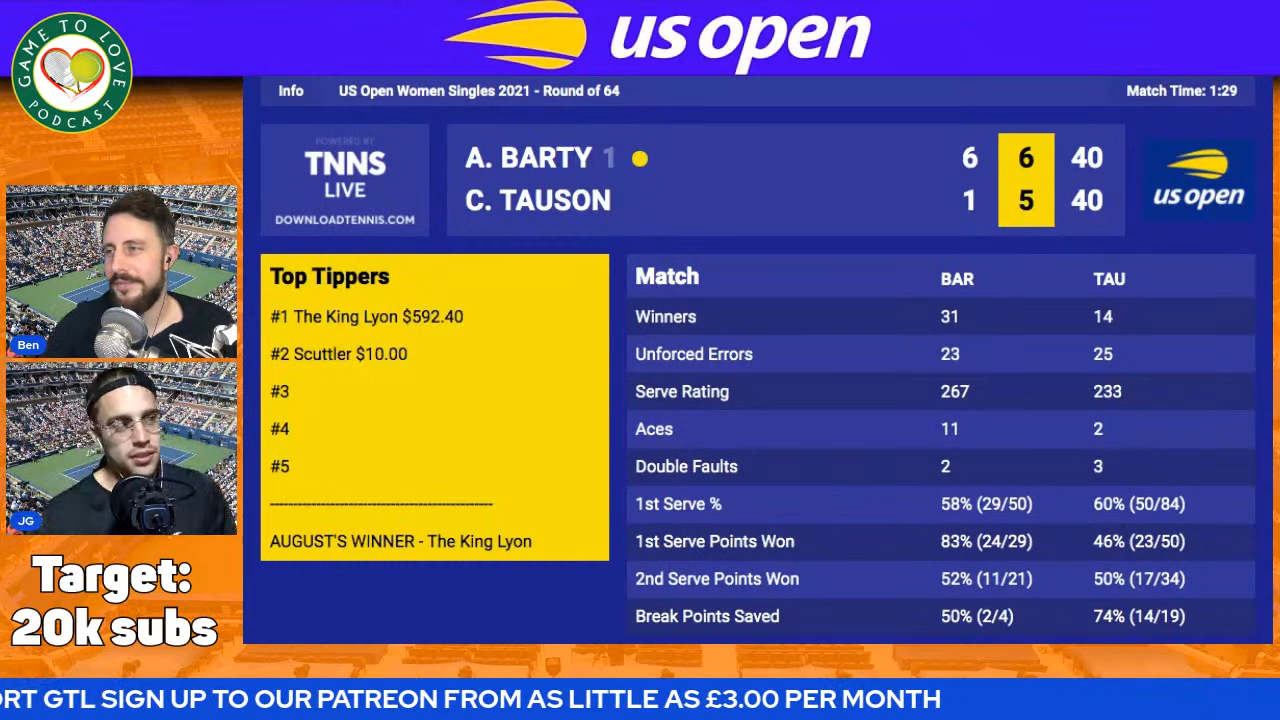 GAME TO LOVE
PODCAST
us open
Info US Open Women Singles 2021 - Round of 64 Match Time: 1:29
POWERED BY
TNNS
LIVE
DOWNLOADTENNIS.COM
A. BARTY 1 6 6 40
C. TAUSON 1 5 40
us open
Top Tippers
#1 The King Lyon $592.40
#2 Scuttler $10.00
#3
#4
#5
AUGUST'S WINNER - The King Lyon
Match BAR TAU
Winners 31 14
Unforced Errors 23 25
Serve Rating 267 233
Aces 11 2
Double Faults 2 3
1st Serve % 58% (29/50) 60% (50/84)
1st Serve Points Won 83% (24/29) 46% (23/50)
2nd Serve Points Won 52% (11/21) 50% (17/34)
Break Points Saved 50% (2/4) 74% (14/19)
Ben
JG
Target:
20k subs
ORT GTL SIGN UP TO OUR PATREON FROM AS LITTLE AS £3.00 PER MONTH